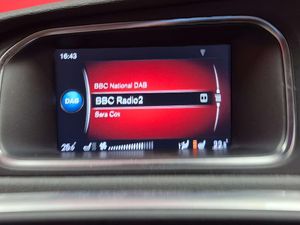 16:43
BBC National DAB
DAB
BBC Radio2
Sara Cox